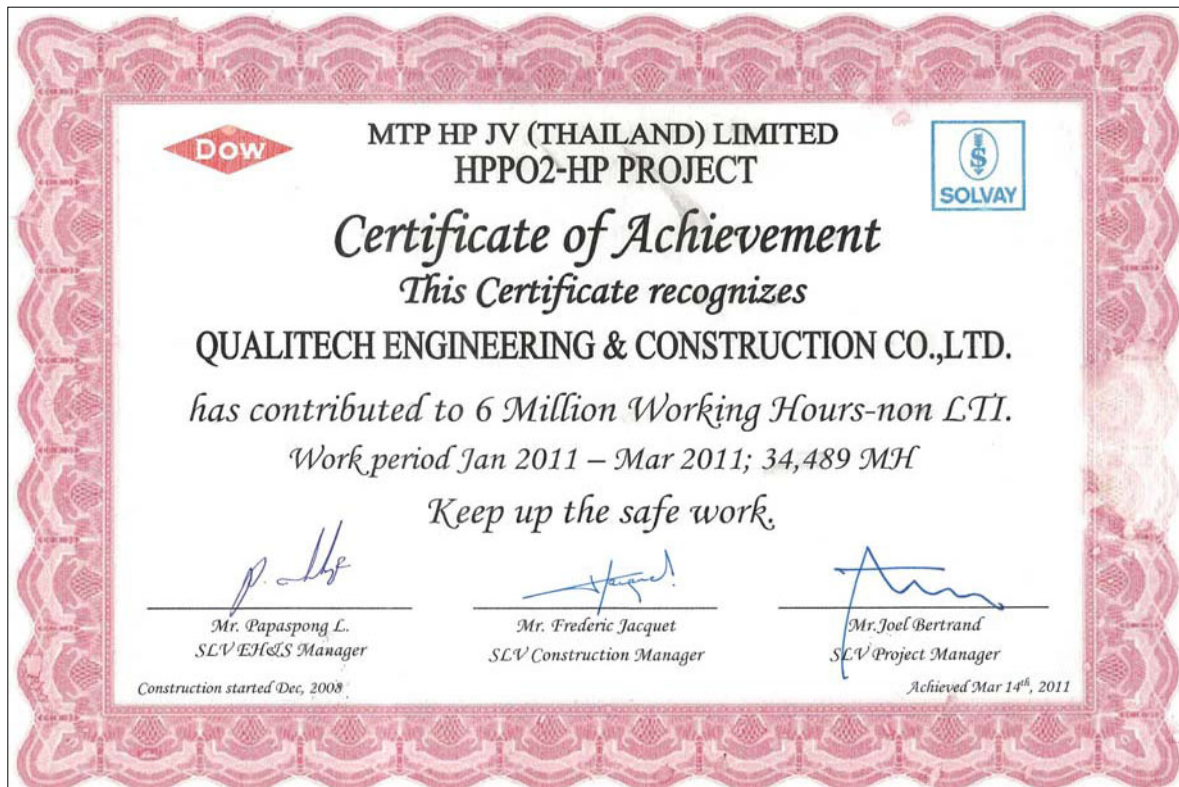 DOW
MTP HP JV (THAILAND) LIMITED
HPPO2-HP PROJECT
S
SOLVAY
Certificate of Achievement
This Certificate recognizes
QUALITECH ENGINEERING & CONSTRUCTION CO.,LTD.
has contributed to 6 Million Working Hours-non LTI.
Work period Jan 2011 – Mar 2011; 34,489 MH
Keep up the safe work.
Mr. Papaspong L.
SLV EH&S Manager
Mr. Frederic Jacquet
SLV Construction Manager
Mr.Joel Bertrand
SLV Project Manager
Construction started Dec, 2008
Achieved Mar 14th, 2011